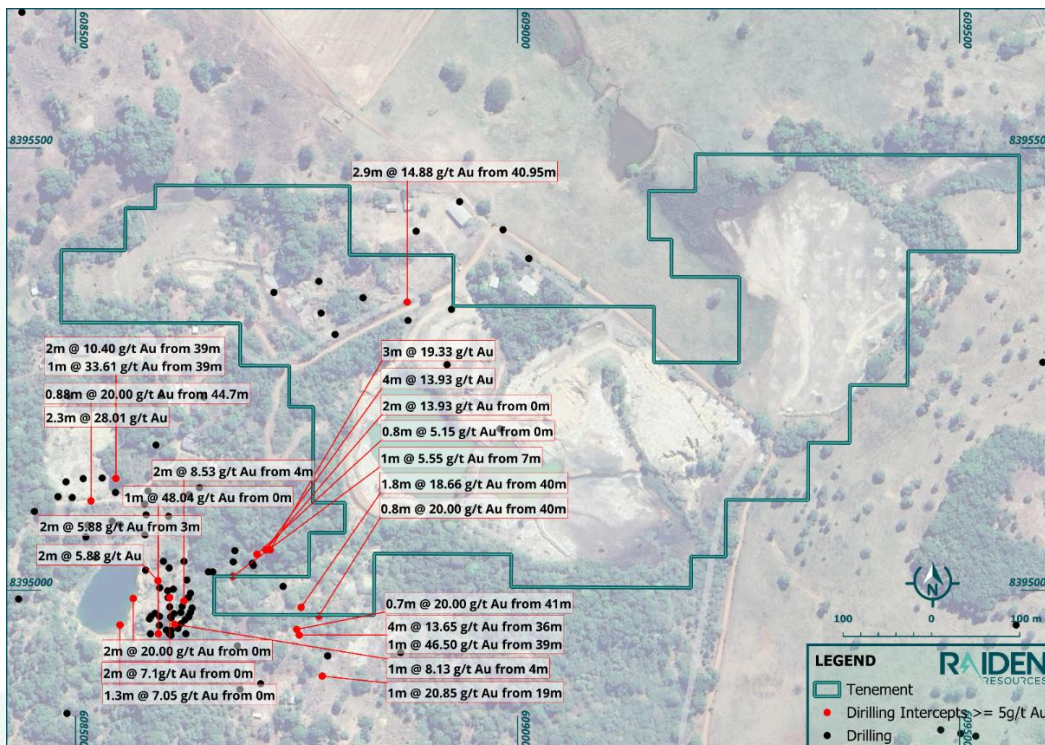 608500
609000
609500
8395500
8395500
2.9m @ 14.88 g/t Au from 40.95m
2m @ 10.40 g/t Au from 39m
1m @ 33.61 g/t Au from 39m
0.88m @ 20.00 g/t Au from 44.7m
2.3m @ 28.01 g/t Au
3m @ 19.33 g/t Au
4m @ 13.93 g/t Au
2m @ 13.93 g/t Au from 0m
0.8m @ 5.15 g/t Au from 0m
1m @ 5.55 g/t Au from 7m
1.8m @ 18.66 g/t Au from 40m
0.8m @ 20.00 g/t Au from 40m
2m @ 8.53 g/t Au from 4m
1m @ 48.04 g/t Au from 0m
2m @ 5.88 g/t Au from 3m
2m @ 5.88 g/t Au
8395000
8395000
0.7m @ 20.00 g/t Au from 41m
4m @ 13.65 g/t Au from 36m
1m @ 46.50 g/t Au from 39m
1m @ 8.13 g/t Au from 4m
1m @ 20.85 g/t Au from 19m
2m @ 20.00 g/t Au from 0m
2m @ 7.1g/t Au from 0m
1.3m @ 7.05 g/t Au from 0m
N
100 0 100 m
LEGEND
RAIDEN
RESOURCES
Tenement
Drilling Intercepts >= 5g/t Au
Drilling
608500
609000
609500